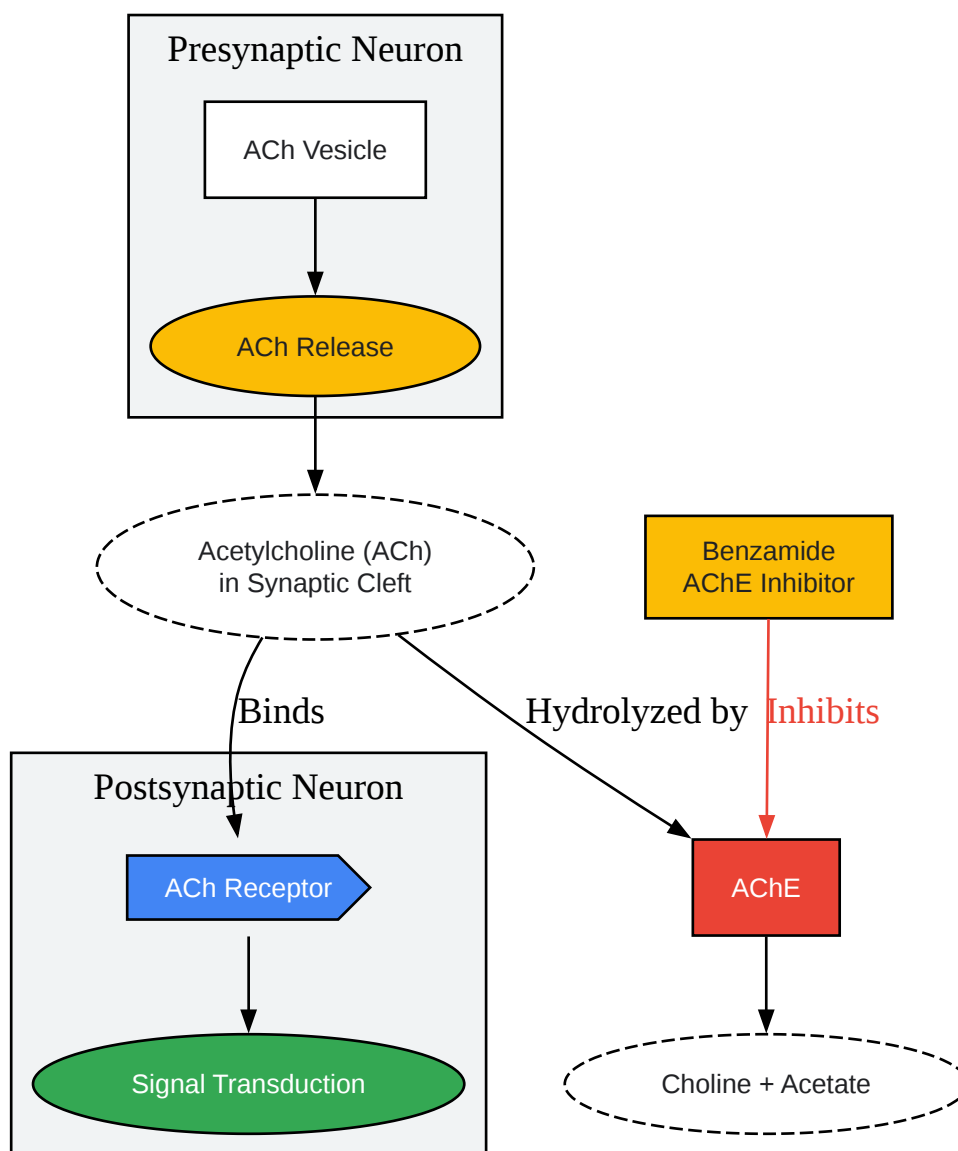 Presynaptic Neuron
ACh Vesicle
ACh Release
Acetylcholine (ACh)
in Synaptic Cleft
Benzamide
AChE Inhibitor
Binds
Hydrolyzed by
Inhibits
Postsynaptic Neuron
ACh Receptor
AChE
Signal Transduction
Choline + Acetate